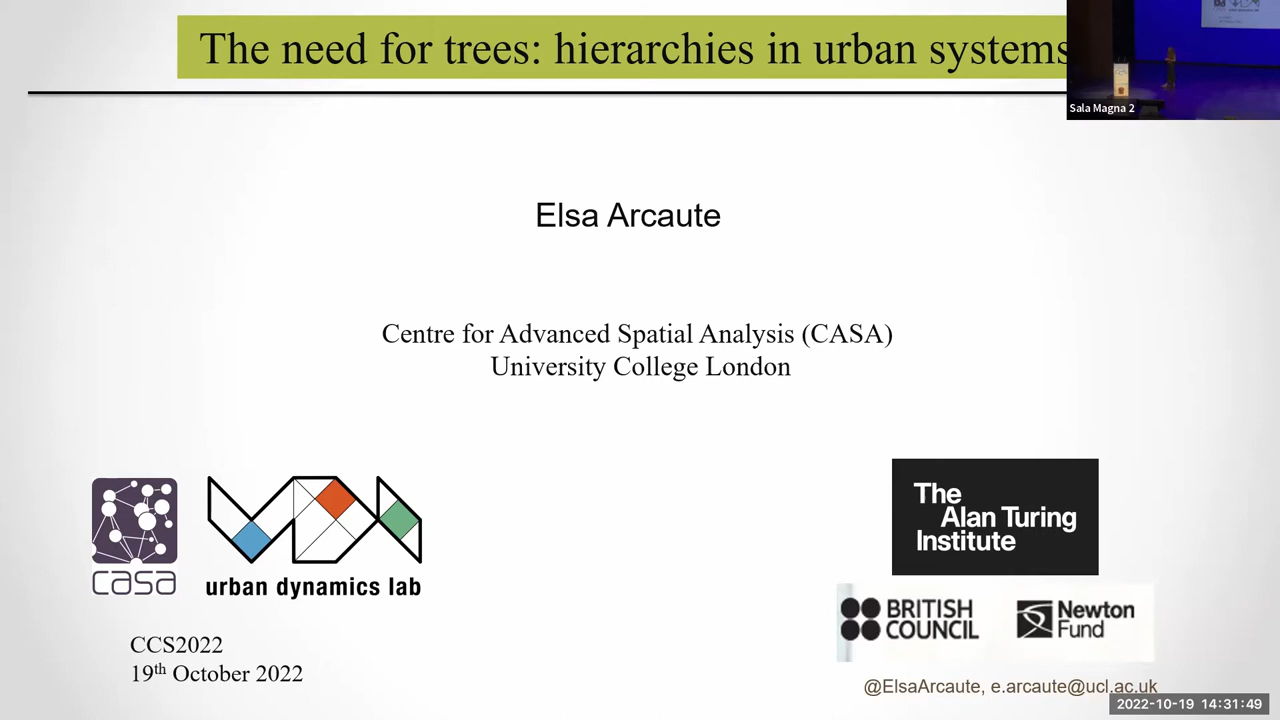 The need for trees: hierarchies in urban systems
Sala Magna 2
Elsa Arcaute
Centre for Advanced Spatial Analysis (CASA)
University College London
The
Alan Turing
Institute
casa
urban dynamics lab
BRITISH
COUNCIL
Newton
Fund
CCS2022
19th October 2022
@ElsaArcaute, e.arcaute@ucl.ac.uk
2022-10-19 14:31:49